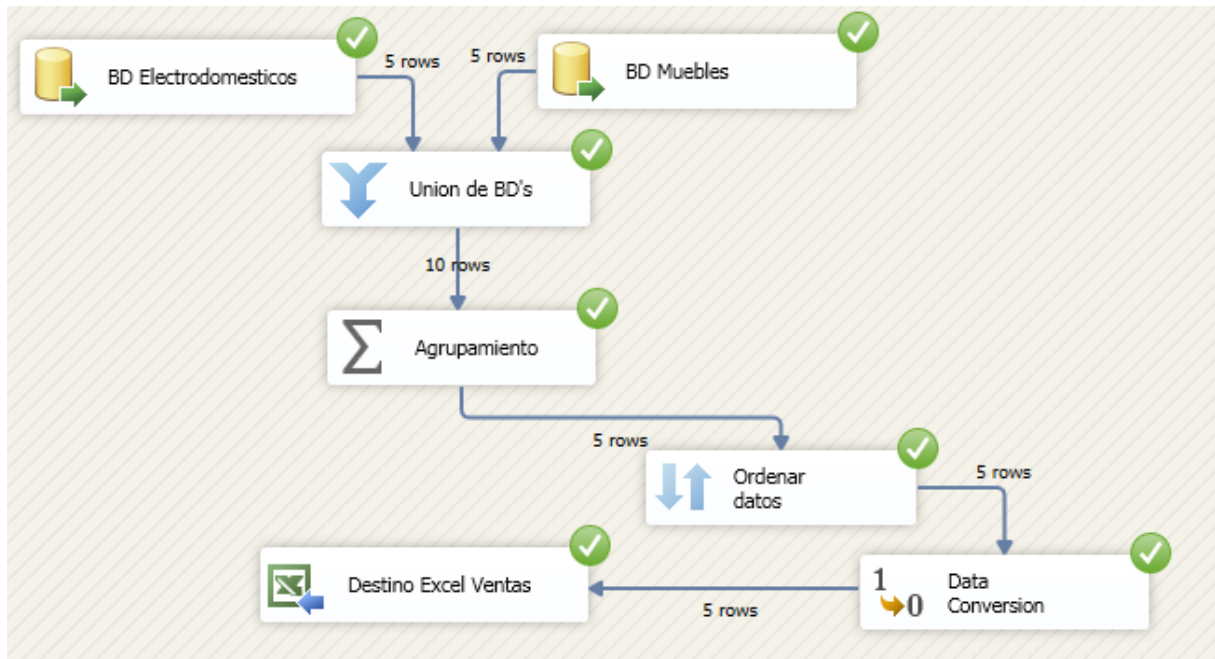 BD Electrodomesticos
5 rows
5 rows
BD Muebles
Union de BD's
10 rows
Agrupamiento
5 rows
Ordenar
datos
5 rows
Destino Excel Ventas
5 rows
1
0
Data
Conversion